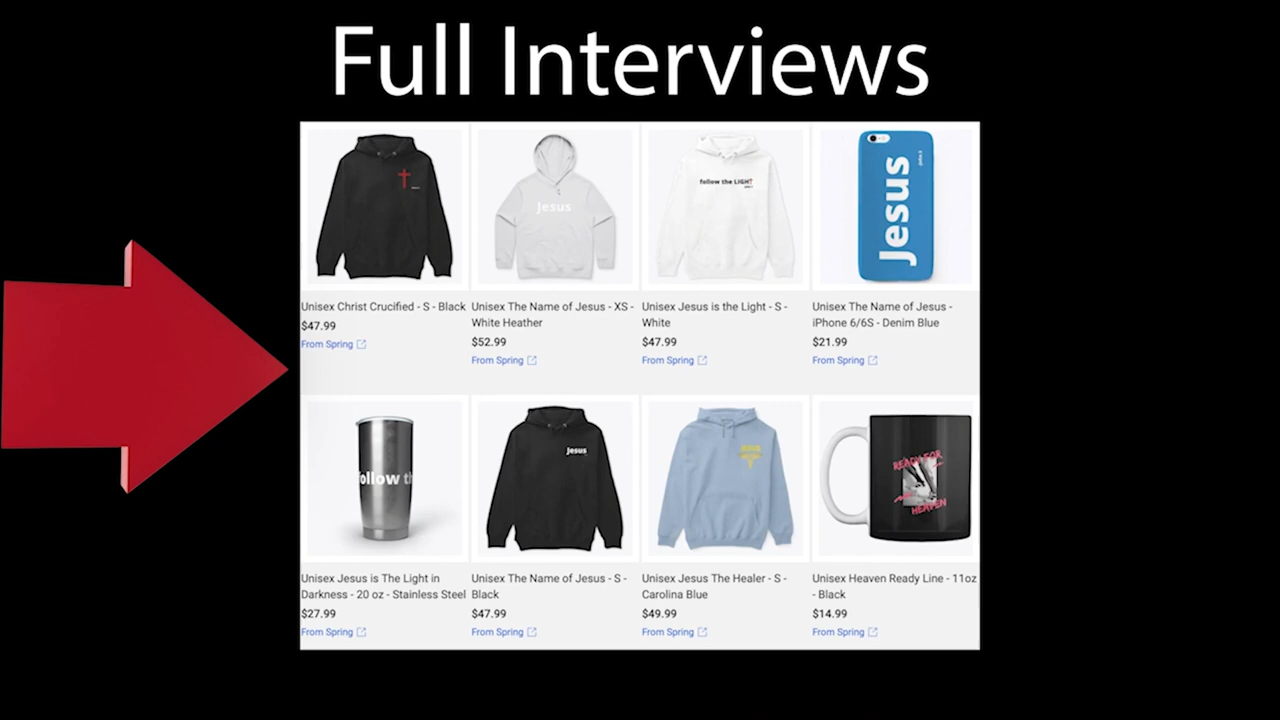 Full Interviews
follow the LIGHT
Jesus
Jesus
Unisex Christ Crucified - S - Black
$47.99
From Spring
Unisex The Name of Jesus - XS -
White Heather
$52.99
From Spring
Unisex Jesus is the Light - S -
White
$47.99
From Spring
Unisex The Name of Jesus -
iPhone 6/6S - Denim Blue
$21.99
From Spring
follow th
Jesus
READY FOR
HEAVEN
Unisex Jesus is The Light in
Darkness - 20 oz - Stainless Steel
$27.99
From Spring
Unisex The Name of Jesus - S -
Black
$47.99
From Spring
Unisex Jesus The Healer - S -
Carolina Blue
$49.99
From Spring
Unisex Heaven Ready Line - 11oz
- Black
$14.99
From Spring